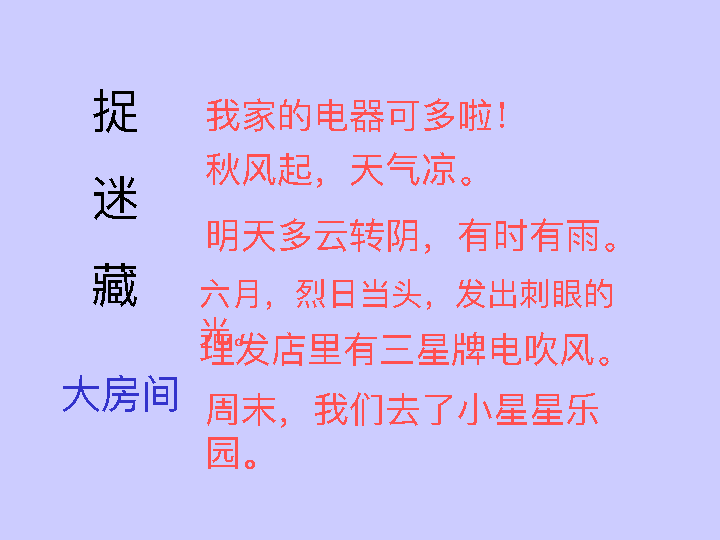 捉
迷
藏
大房间
我家的电器可多啦！
秋风起，天气凉。
明天多云转阴，有时有雨。
六月，烈日当头，发出刺眼的
光。
理发店里有三星牌电吹风。
周末，我们去了小星星乐
园。